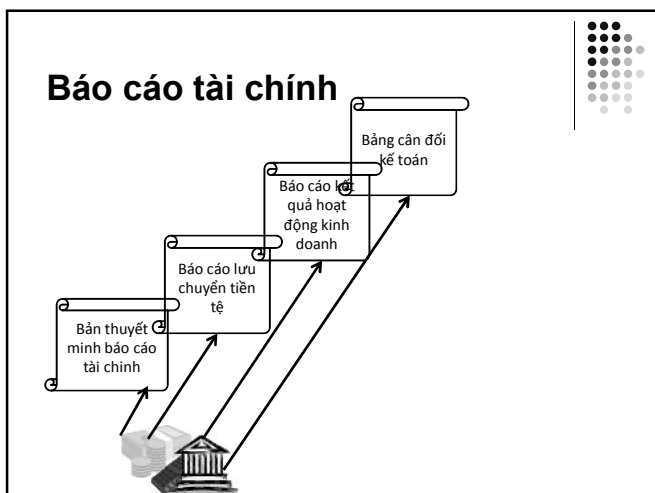 Báo cáo tài chính
Bảng cân đối
kế toán
Báo cáo kết
quả hoạt
động kinh
doanh
Báo cáo lưu
chuyển tiền
tệ
Bản thuyết
minh báo cáo
tài chinh